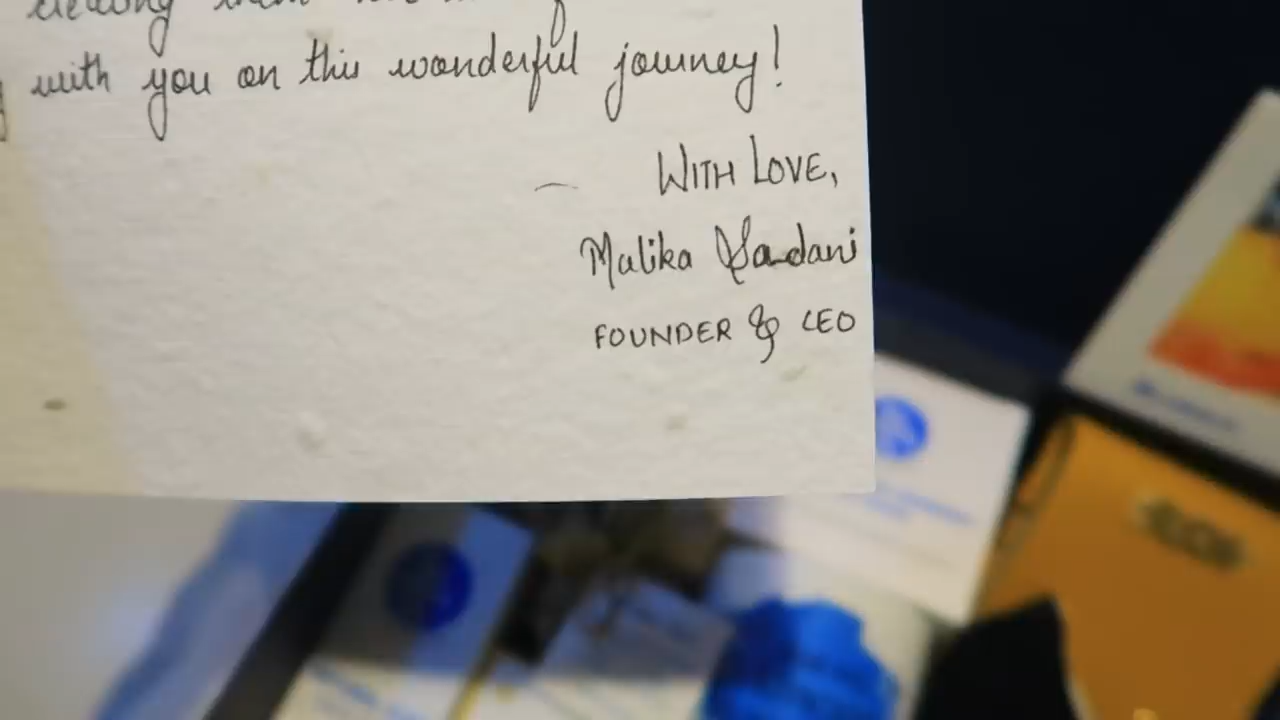 with you on this wonderful journey!
WITH LOVE,
Malika Sadani
FOUNDER & CEO